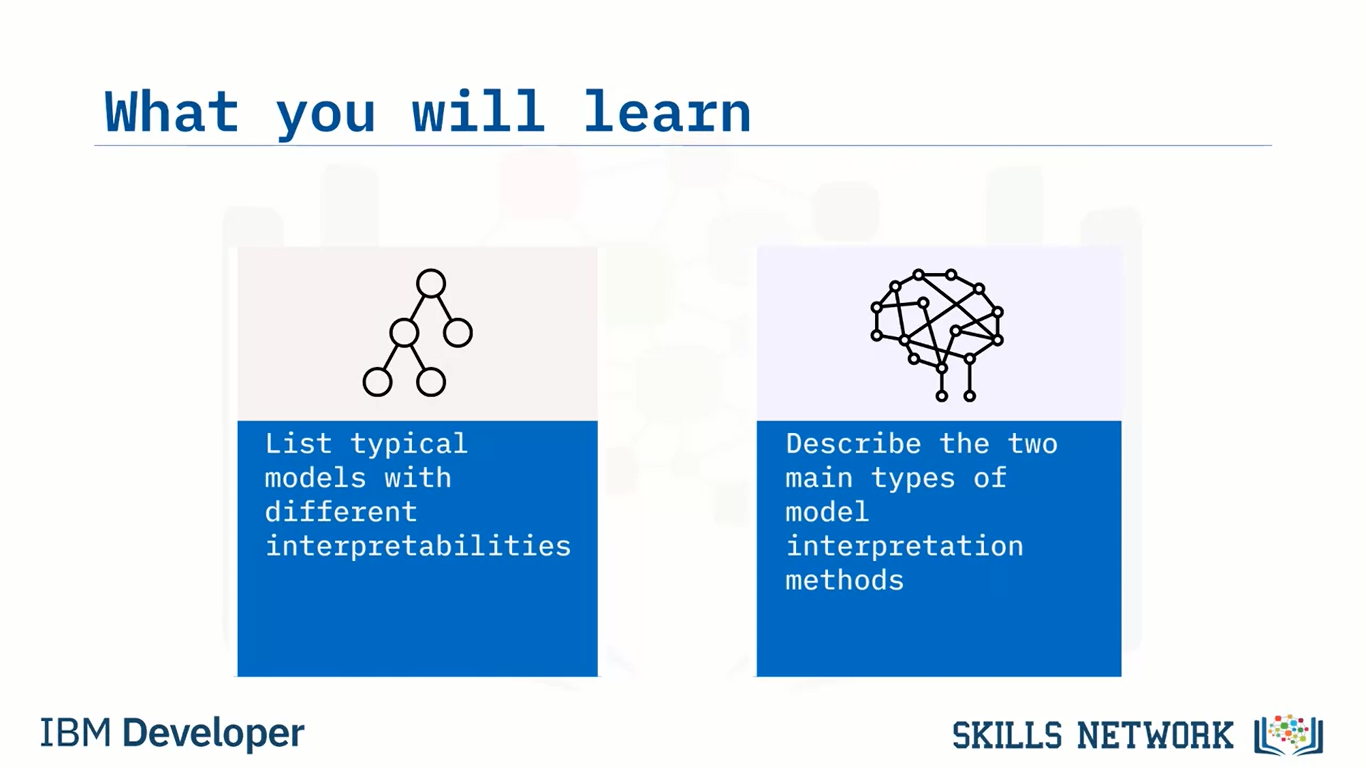 What you will learn
List typical
models with
different
interpretabilities
Describe the two
main types of
model
interpretation
methods
IBM Developer
SKILLS NETWORK